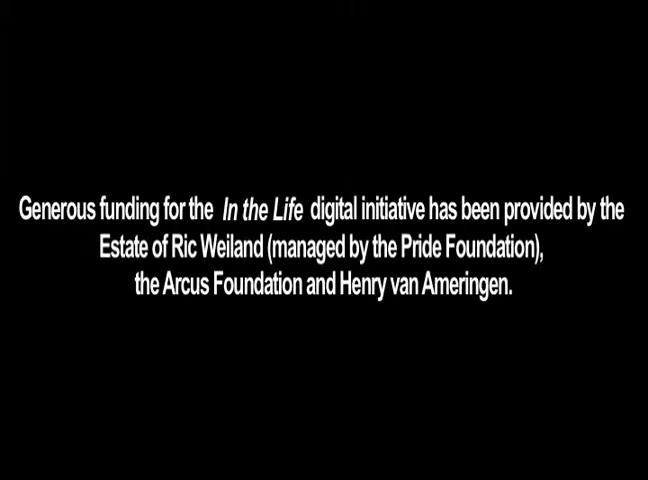 Generous funding for the In the Life digital initiative has been provided by the
Estate of Ric Weiland (managed by the Pride Foundation),
the Arcus Foundation and Henry van Ameringen.